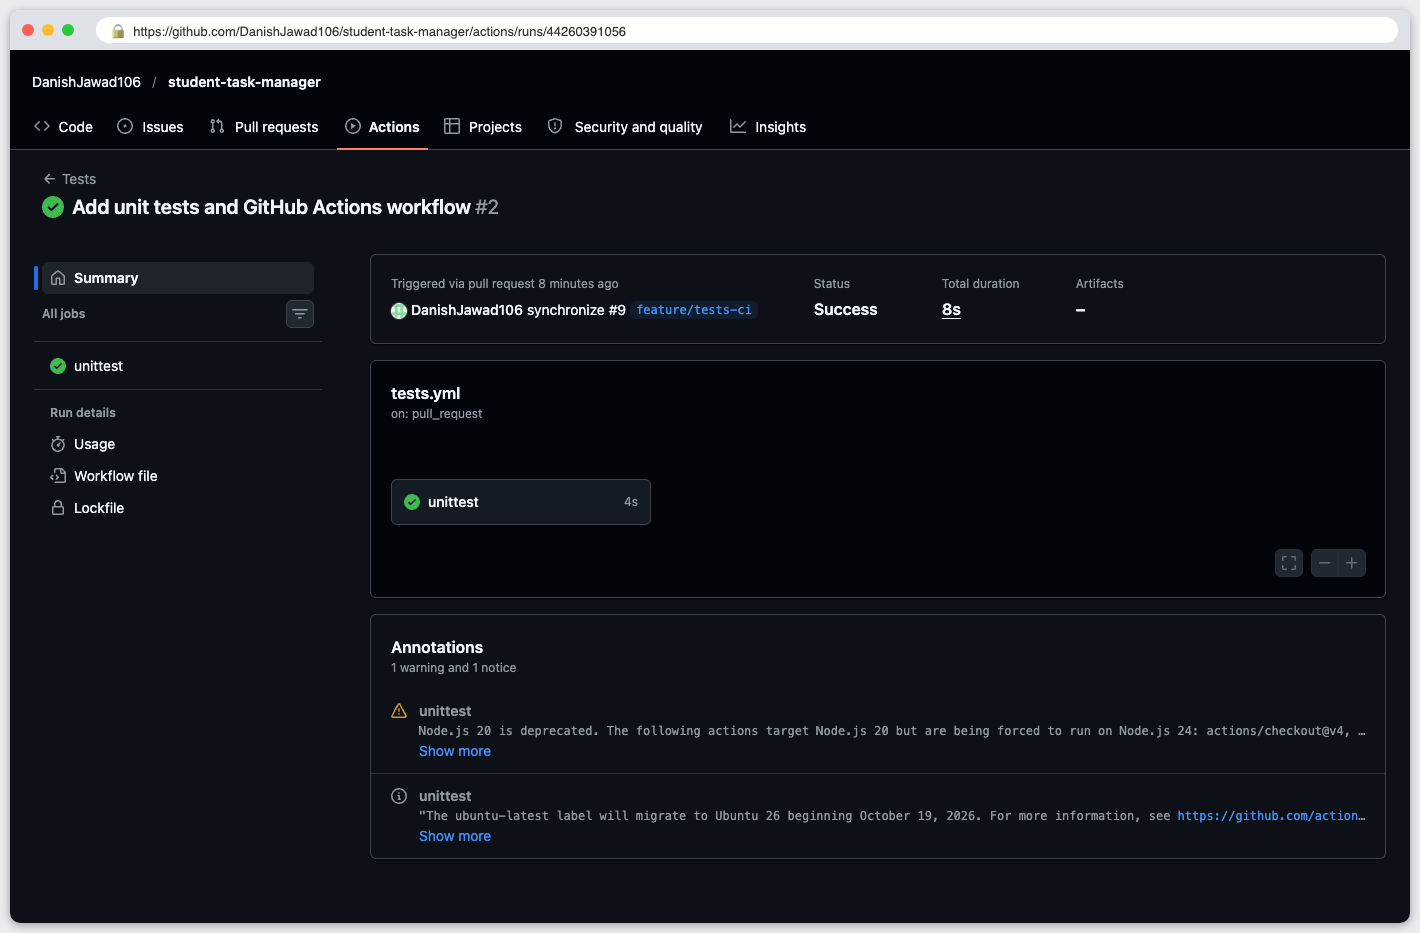 https://github.com/DanishJawad106/student-task-manager/actions/runs/44260391056
DanishJawad106 / student-task-manager
Code Issues Pull requests Actions Projects Security and quality Insights
← Tests
Add unit tests and GitHub Actions workflow #2
Summary
All jobs
unittest
Run details
Usage
Workflow file
Lockfile
Triggered via pull request 8 minutes ago
DanishJawad106 synchronize #9 feature/tests-ci
Status
Success
Total duration
8s
Artifacts
–
tests.yml
on: pull_request
unittest 4s
Annotations
1 warning and 1 notice
unittest
Node.js 20 is deprecated. The following actions target Node.js 20 but are being forced to run on Node.js 24: actions/checkout@v4, …
Show more
unittest
"The ubuntu-latest label will migrate to Ubuntu 26 beginning October 19, 2026. For more information, see https://github.com/action…
Show more